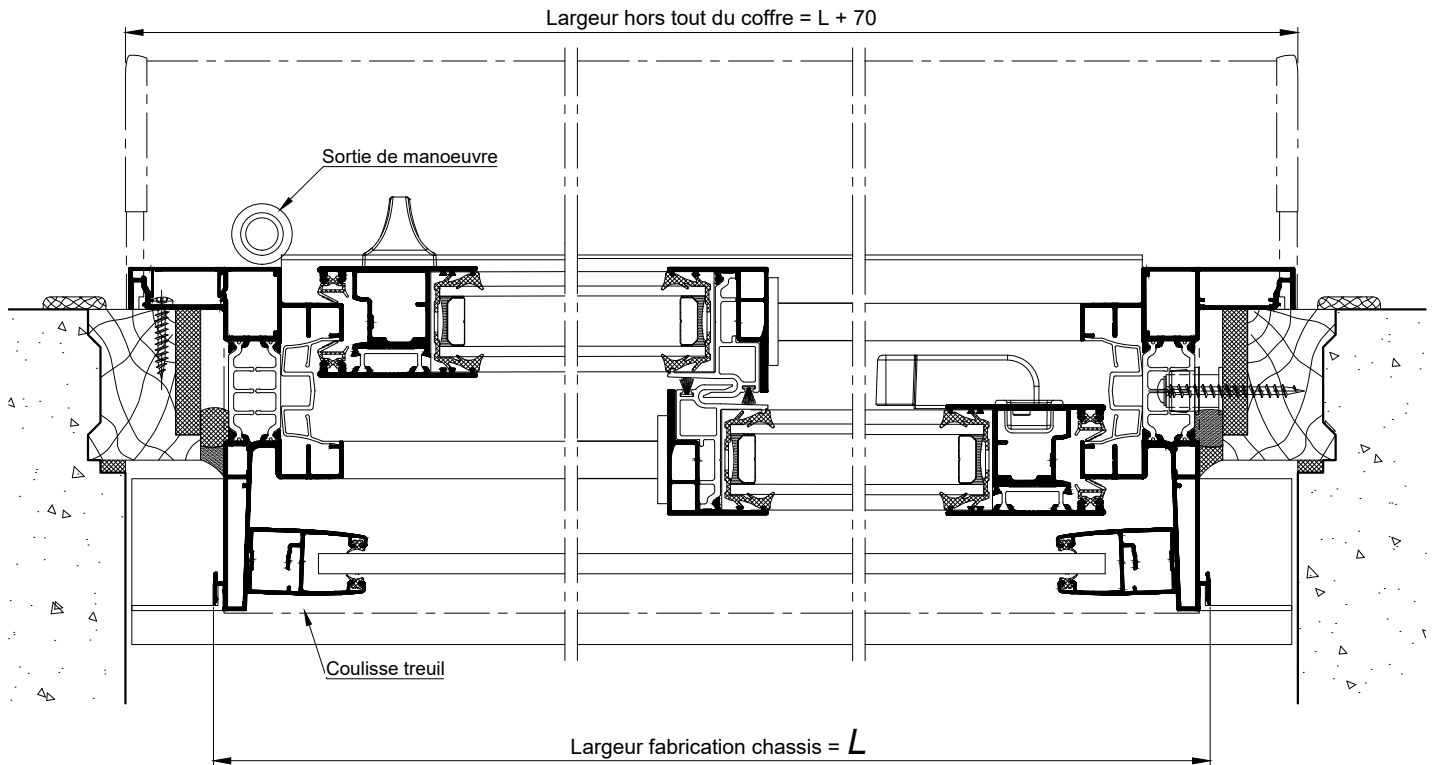 Largeur hors tout du coffre = L + 70
Sortie de manoeuvre
Coulisse treuil
Largeur fabrication chassis = L